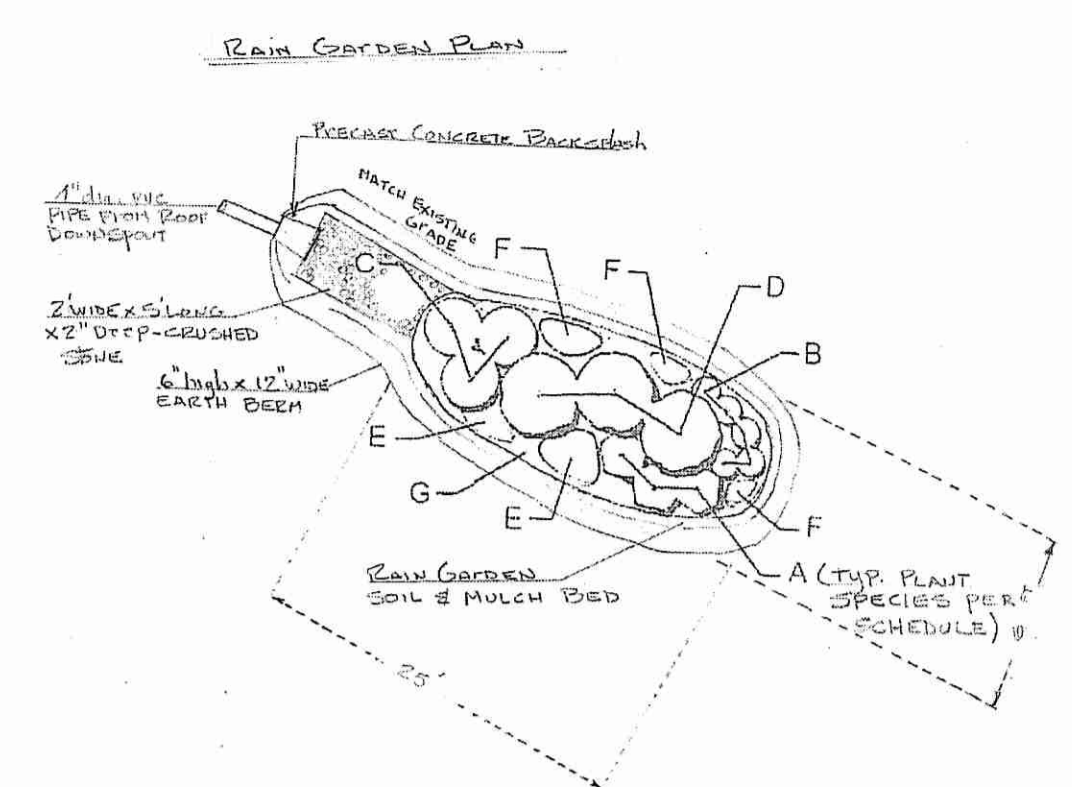 RAIN GARDEN PLAN
PRECAST CONCRETE BACKSPLASH
4" dia. PVC
PIPE FROM ROOF
DOWNSPOUT
MATCH EXISTING
GRADE
C
F
F
D
B
2' WIDE x 5' LONG
x 2" DEEP-CRUSHED
STONE
6" high x 12" WIDE
EARTH BERM
E
G
E
F
RAIN GARDEN
SOIL & MULCH BED
A (TYP. PLANT
SPECIES PER
SCHEDULE)
25'